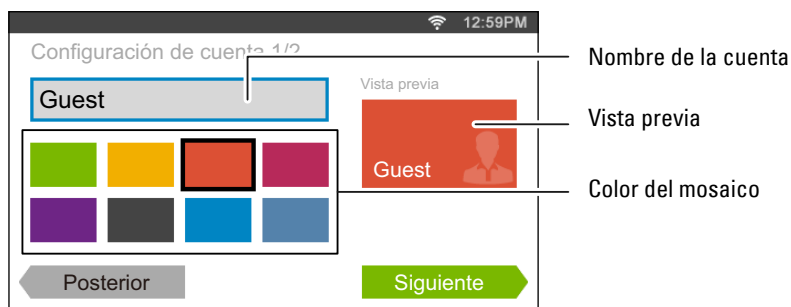 12:59PM
Configuración de cuenta 1/2
Guest
Vista previa
Guest
Posterior
Siguiente
Nombre de la cuenta
Vista previa
Color del mosaico